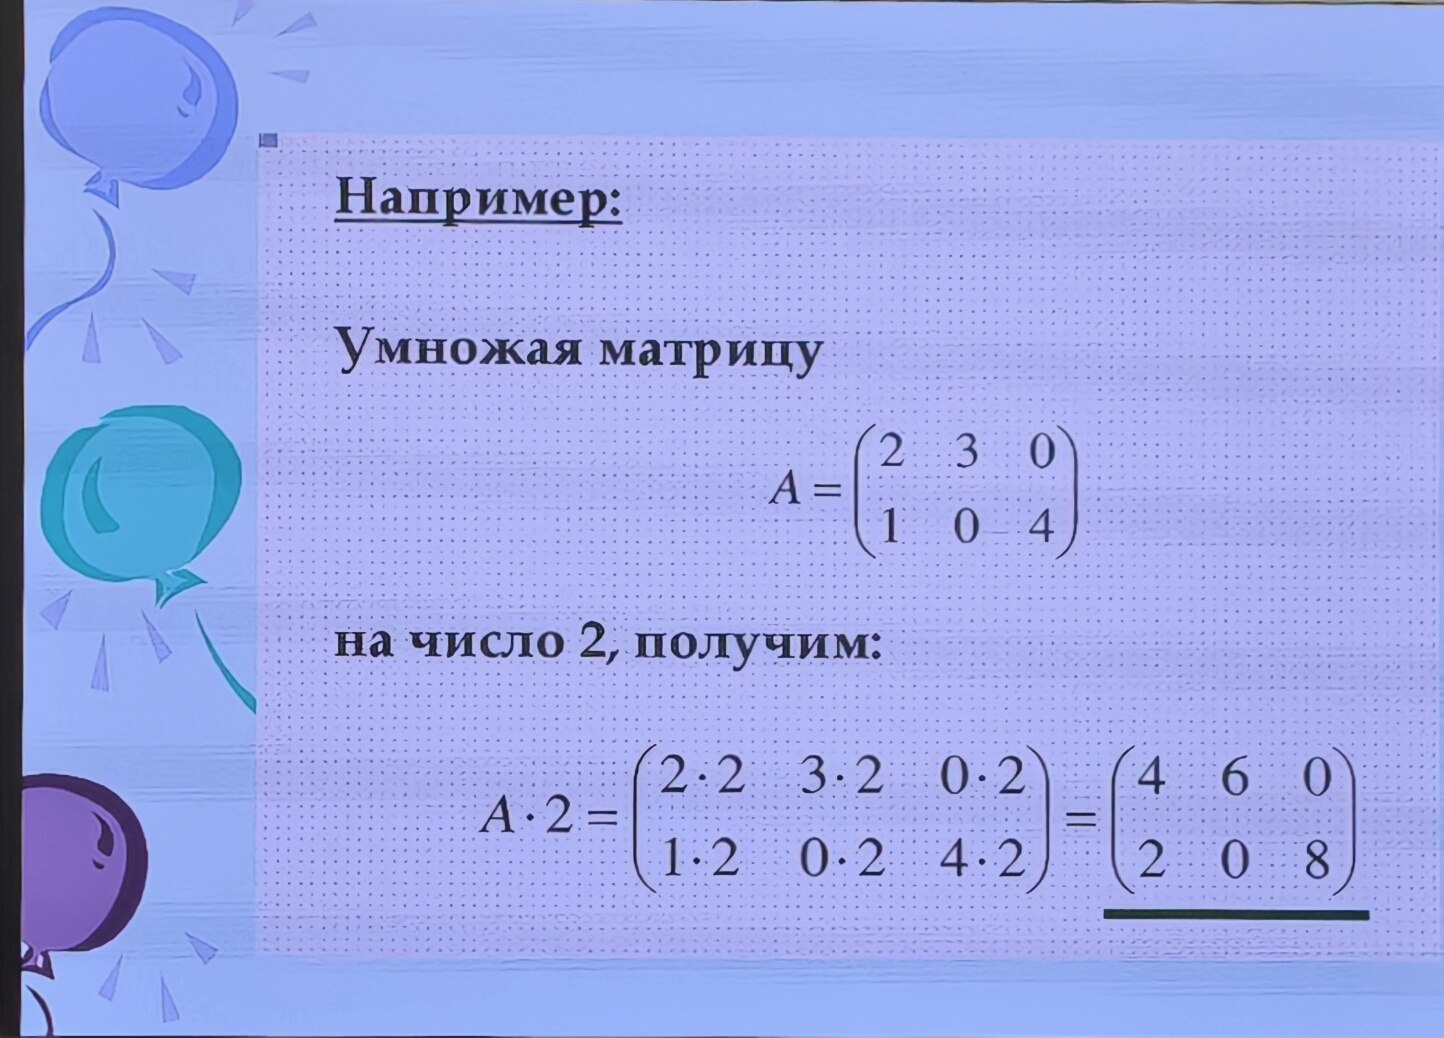 Например:
Умножая матрицу
A = (2 3 0
1 0 4)
на число 2, получим:
A · 2 = (2 · 2 3 · 2 0 · 2
1 · 2 0 · 2 4 · 2) = (4 6 0
2 0 8)